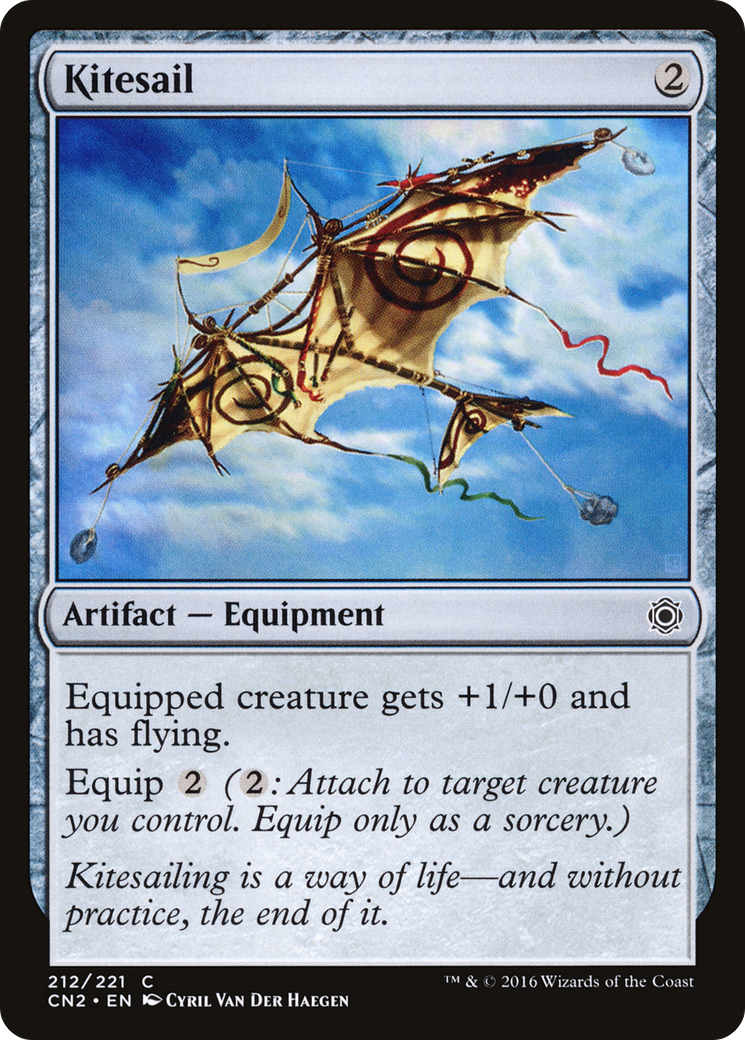 Kitesail 2
Artifact — Equipment
Equipped creature gets +1/+0 and
has flying.
Equip 2 (2: Attach to target creature
you control. Equip only as a sorcery.)
Kitesailing is a way of life—and without
practice, the end of it.
212/221 C
CN2 • EN Cyril Van Der Haegen
™ & © 2016 Wizards of the Coast